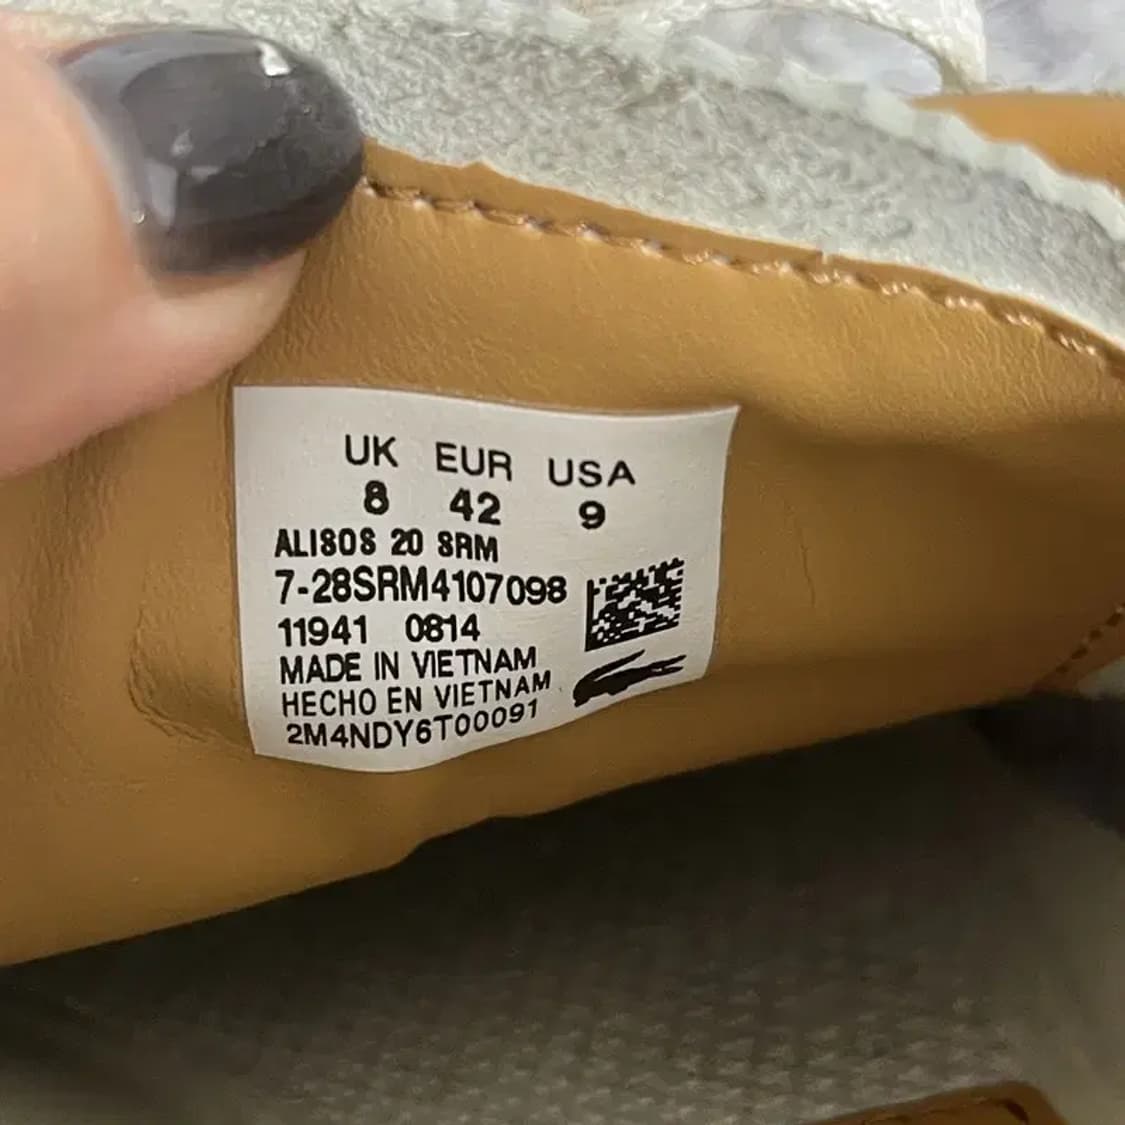 UK EUR USA
8 42 9
ALISOS 20 SRM
7-28SRM4107098
11941 0814
MADE IN VIETNAM
HECHO EN VIETNAM
2M4NDY6T00091